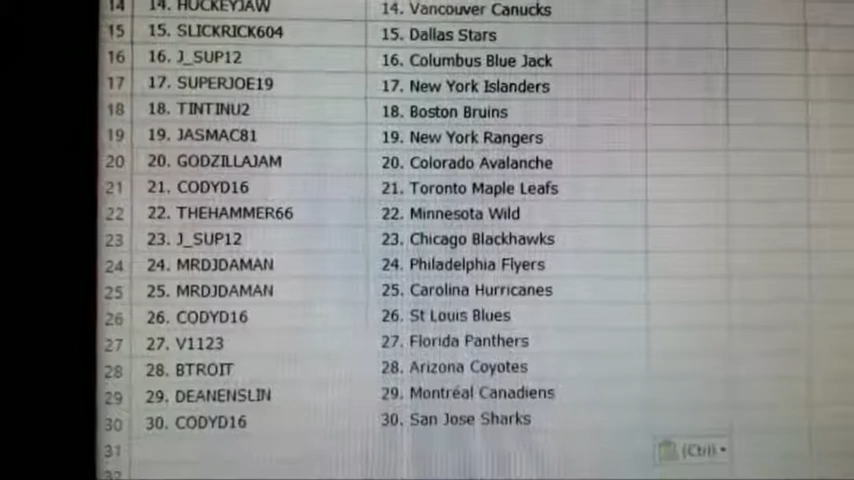 14 14. HUCKEYJAW 14. Vancouver Canucks
15 15. SLICKRICK604 15. Dallas Stars
16 16. J_SUP12 16. Columbus Blue Jack
17 17. SUPERJOE19 17. New York Islanders
18 18. TINTINU2 18. Boston Bruins
19 19. JASMAC81 19. New York Rangers
20 20. GODZILLAJAM 20. Colorado Avalanche
21 21. CODYD16 21. Toronto Maple Leafs
22 22. THEHAMMER66 22. Minnesota Wild
23 23. J_SUP12 23. Chicago Blackhawks
24 24. MRDJDAMAN 24. Philadelphia Flyers
25 25. MRDJDAMAN 25. Carolina Hurricanes
26 26. CODYD16 26. St Louis Blues
27 27. V1123 27. Florida Panthers
28 28. BTROIT 28. Arizona Coyotes
29 29. DEANENSLIN 29. Montréal Canadiens
30 30. CODYD16 30. San Jose Sharks
31 (Ctrl)
32